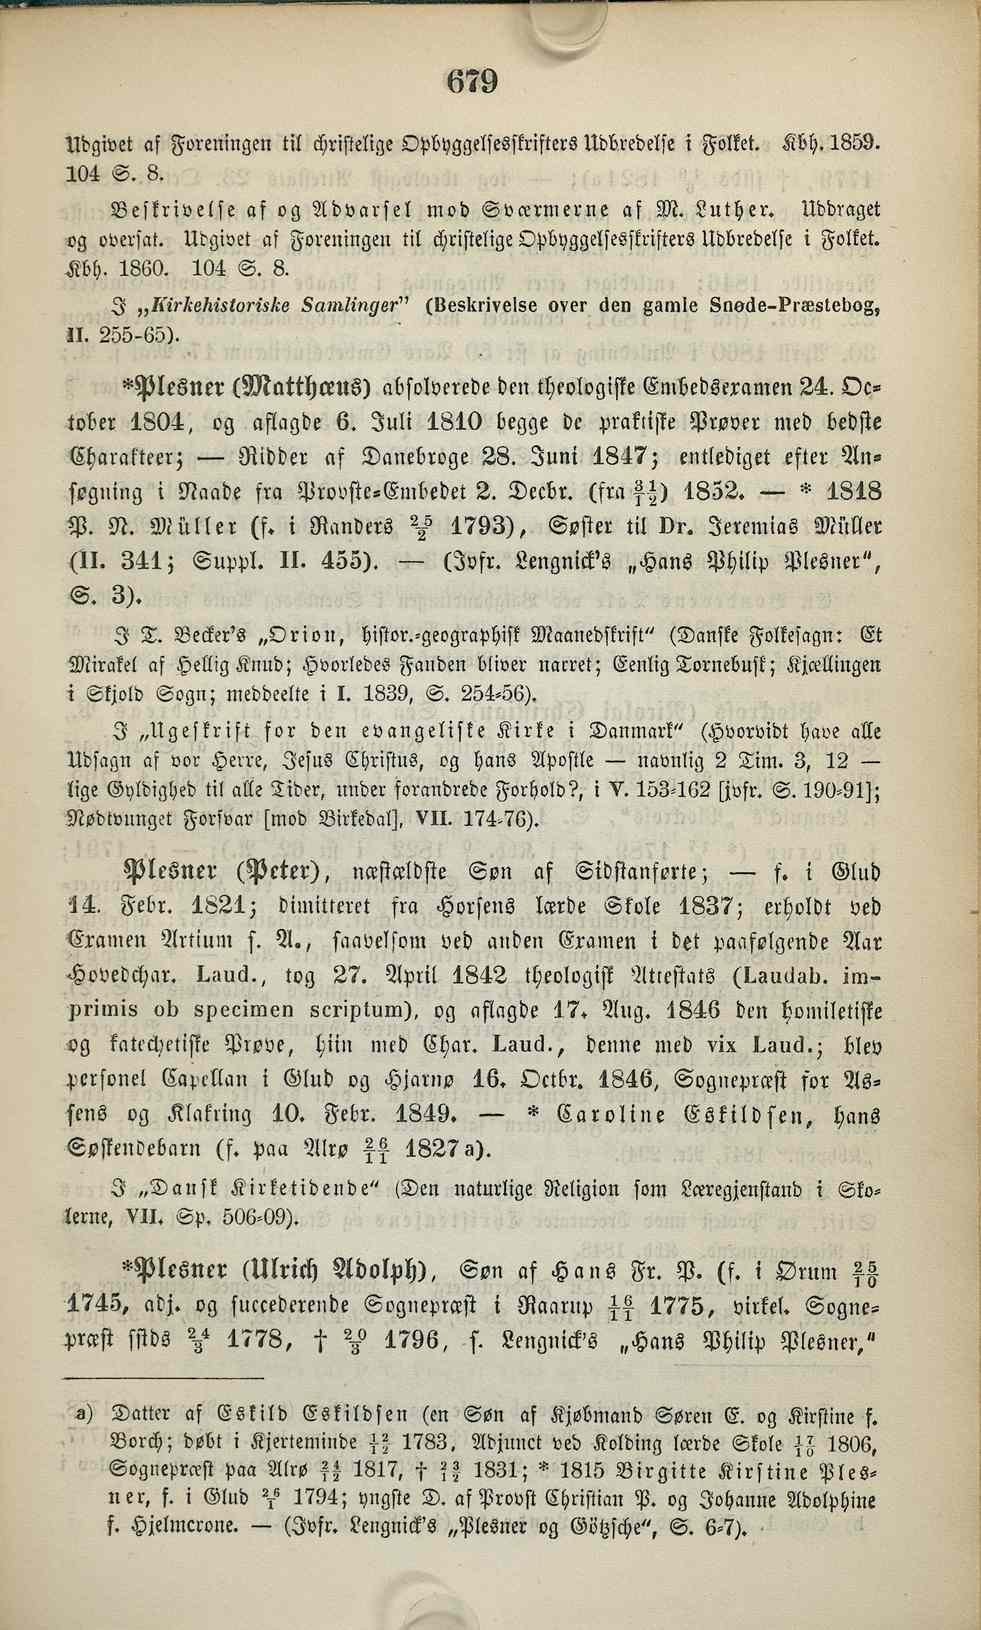 679
Udgivet af Foreningen til christelige Opbyggelsesskrifters Udbredelse i Folket. Kbh. 1859.
104 S. 8.
Beskrivelse af og Advarsel mod Sværmerne af M. Luther. Uddraget
og oversat. Udgivet af Foreningen til christelige Opbyggelsesskrifters Udbredelse i Folket.
Kbh. 1860. 104 S. 8.
I „Kirkehistoriske Samlinger” (Beskrivelse over den gamle Snøde-Præstebog,
II. 255-65).
*Plesner (Matthæus) absolverede den theologiske Embedsexamen 24. Oc-
tober 1804, og aflagde 6. Juli 1810 begge de praktiske Prøver med bedste
Charakteer; — Ridder af Danebroge 28. Juni 1847; entlediget efter An-
søgning i Naade fra Provste-Embedet 2. Decbr. (fra 31/12) 1852. — * 1818
P. N. Müller (f. i Randers 25/2 1793), Søster til Dr. Jeremias Müller
(II. 341; Suppl. II. 455). — (Jvfr. Lengnick's „Hans Philip Plesner“,
S. 3).
I T. Becker's „Orion, histor.-geographisk Maanedskrift“ (Danske Folkesagn: Et
Mirakel af Hellig Knud; Hvorledes Fanden bliver narret; Eenlig Tornebusk; Kjællingen
i Skjold Sogn; meddeelte i I. 1839, S. 254-56).
I „Ugeskrift for den evangeliske Kirke i Danmark“ (Hvorvidt have alle
Udsagn af vor Herre, Jesus Christus, og hans Apostle — navnlig 2 Tim. 3, 12 —
lige Gyldighed til alle Tider, under forandrede Forhold?, i V. 153-162 [jvfr. S. 190-91];
Nødtvunget Forsvar [mod Birkedal], VII. 174-76).
Plesner (Peter), næstældste Søn af Sidstanførte; — f. i Glud
14. Febr. 1821; dimitteret fra Horsens lærde Skole 1837; erholdt ved
Examen Artium s. A., saavelsom ved anden Examen i det paafølgende Aar
Hovedchar. Laud., tog 27. April 1842 theologisk Attestats (Laudab. im-
primis ob specimen scriptum), og aflagde 17. Aug. 1846 den homiletiske
og katechetiske Prøve, hiin med Char. Laud., denne med vix Laud.; blev
personel Capellan i Glud og Hjarnø 16. Octbr. 1846, Sognepræst for As-
sens og Klakring 10. Febr. 1849. — * Caroline Eskildsen, hans
Søskendebarn (f. paa Alrø 26/11 1827 a).
I „Dansk Kirketidende“ (Den naturlige Religion som Læregjenstand i Sko-
lerne, VII. Sp. 506-09).
*Plesner (Ulrich Adolph), Søn af Hans Fr. P. (f. i Ørum 25/10
1745, adj. og succederende Sognepræst i Raarup 16/11 1775, virkel. Sogne-
præst sstds 24/3 1778, † 20/3 1796, s. Lengnick's „Hans Philip Plesner,“
a) Datter af Eskild Eskildsen (en Søn af Kjøbmand Søren E. og Kirstine f.
Borch; døbt i Kjerteminde 12/12 1783, Adjunct ved Kolding lærde Skole 17/10 1806,
Sognepræst paa Alrø 24/12 1817, † 23/12 1831; * 1815 Birgitte Kirstine Ples-
ner, f. i Glud 26/1 1794; yngste D. af Provst Christian P. og Johanne Adolphine
f. Hjelmcrone. — (Jvfr. Lengnick's „Plesner og Götzsche“, S. 6-7).